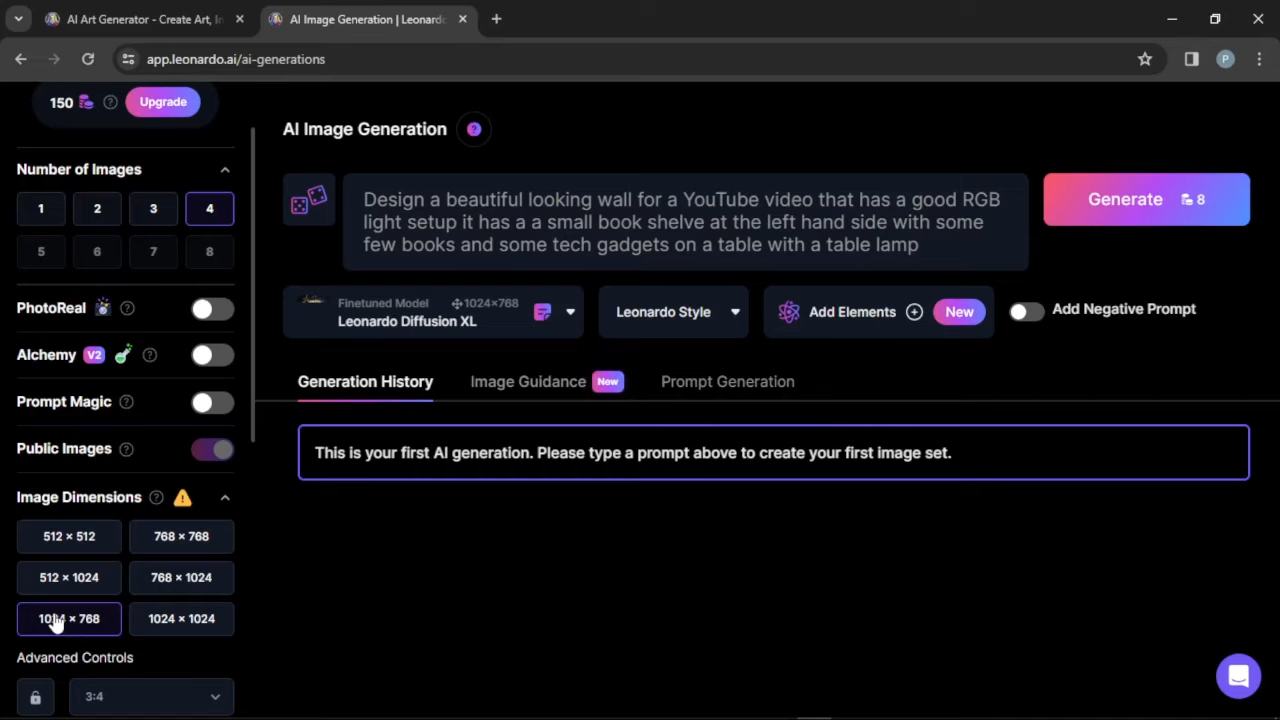 AI Art Generator - Create Art, In
AI Image Generation | Leonardo
app.leonardo.ai/ai-generations
P
150
Upgrade
Number of Images
1
2
3
4
5
6
7
8
PhotoReal
Alchemy V2
Prompt Magic
Public Images
Image Dimensions
512 × 512
768 × 768
512 × 1024
768 × 1024
1024 × 768
1024 × 1024
Advanced Controls
3:4
AI Image Generation
Design a beautiful looking wall for a YouTube video that has a good RGB
light setup it has a a small book shelve at the left hand side with some
few books and some tech gadgets on a table with a table lamp
Generate 8
Finetuned Model 1024×768
Leonardo Diffusion XL
Leonardo Style
Add Elements New
Add Negative Prompt
Generation History
Image Guidance New
Prompt Generation
This is your first AI generation. Please type a prompt above to create your first image set.